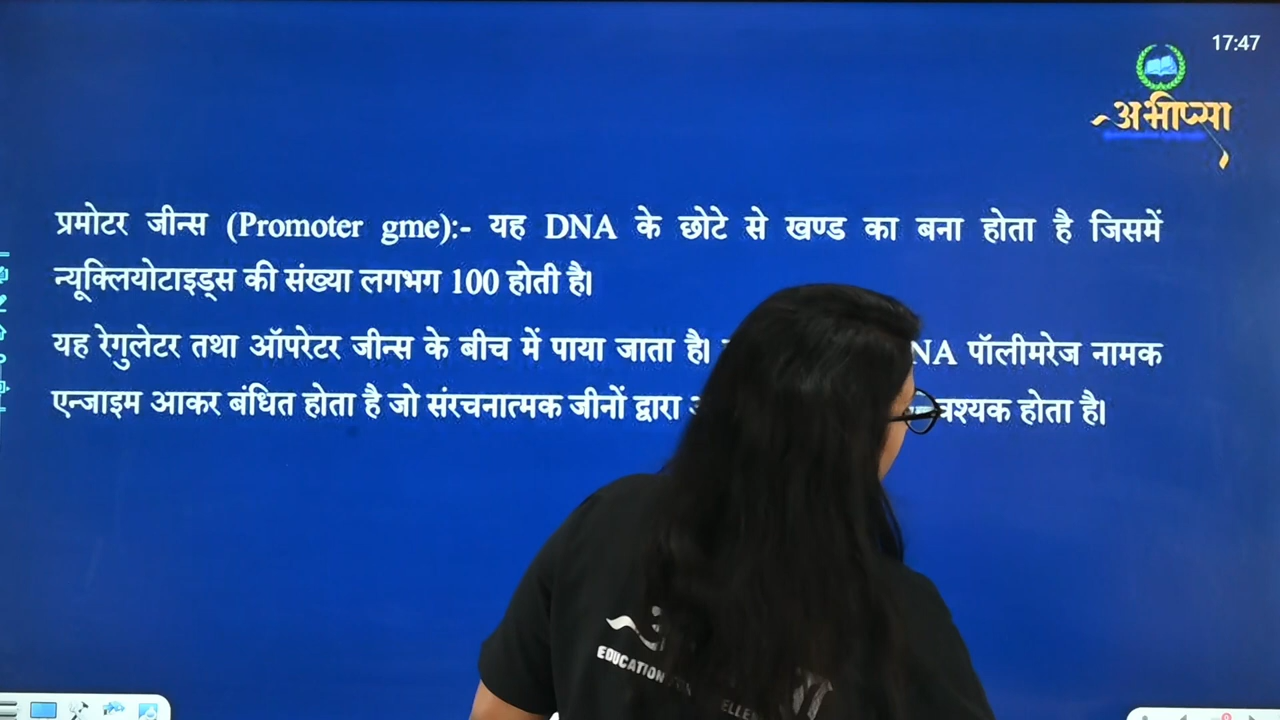 17:47
अभीप्सा
प्रमोटर जीन्स (Promoter gme):- यह DNA के छोटे से खण्ड का बना होता है जिसमें
न्यूक्लियोटाइड्स की संख्या लगभग 100 होती है।
यह रेगुलेटर तथा ऑपरेटर जीन्स के बीच में पाया जाता है। NA पॉलीमरेज नामक
एन्जाइम आकर बंधित होता है जो संरचनात्मक जीनों द्वारा वश्यक होता है।
EDUCATION